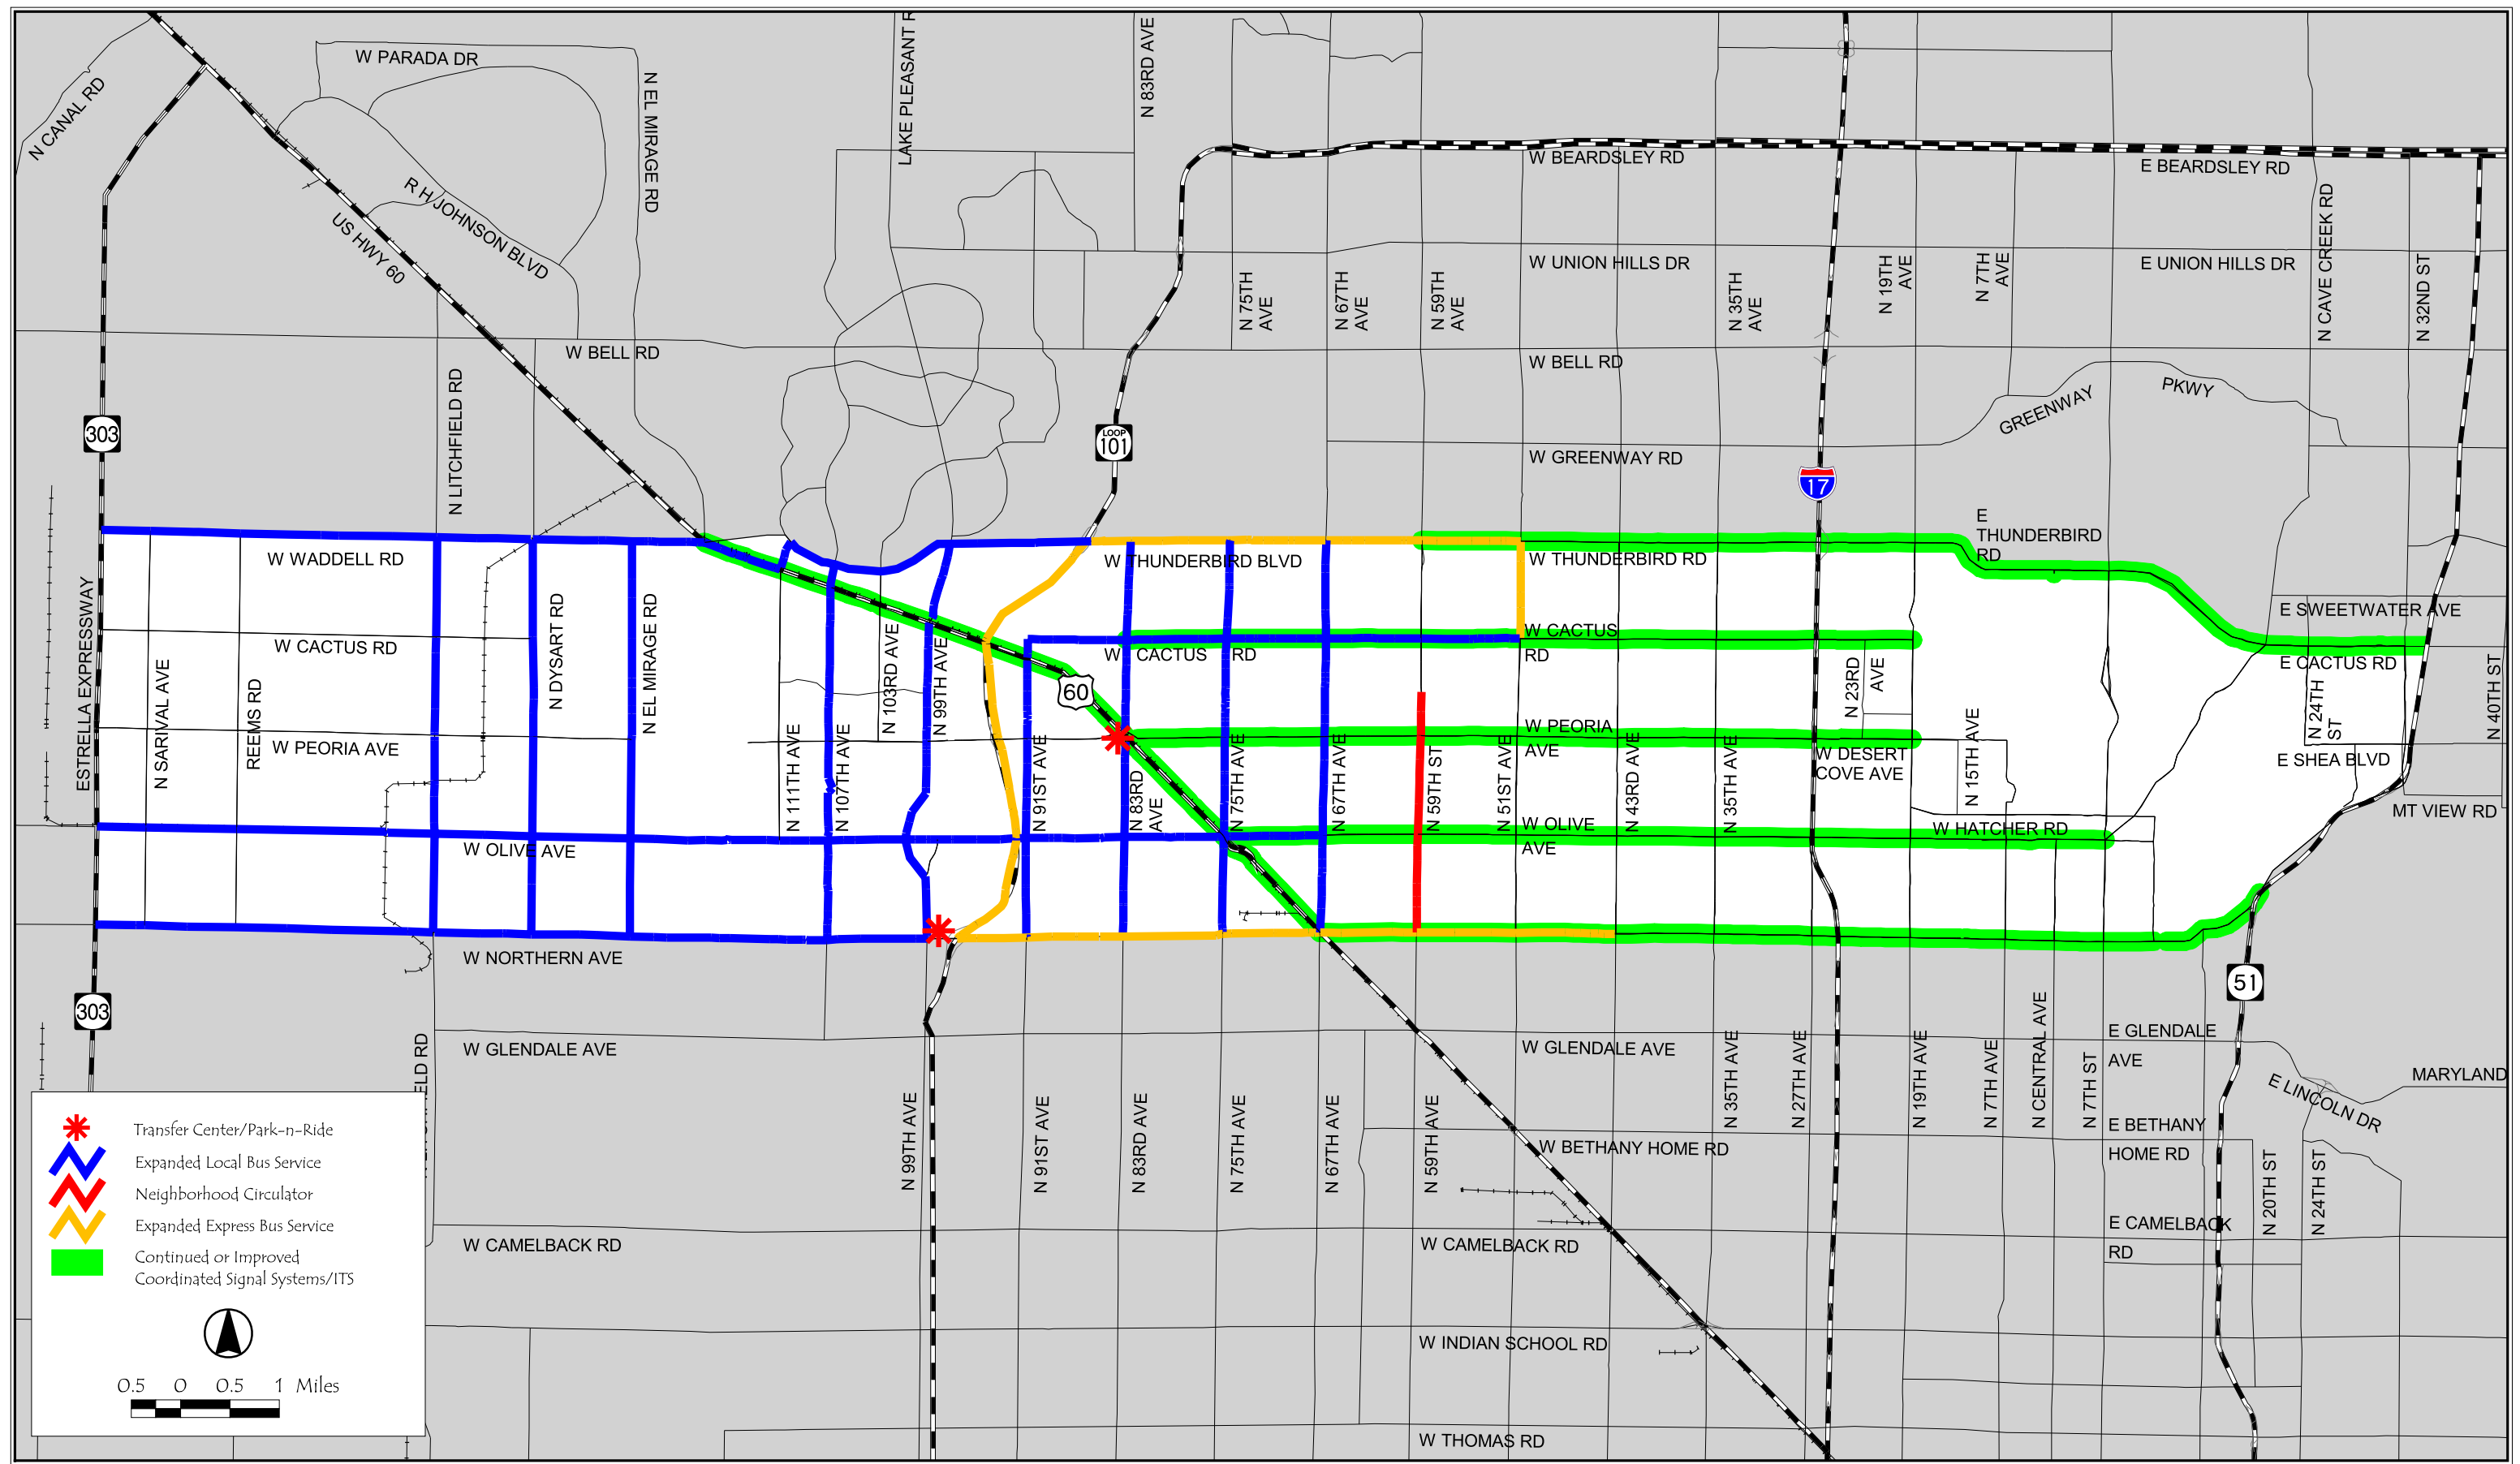 W PARADA DR
N CANAL RD
N EL MIRAGE RD
LAKE PLEASANT R
N 83RD AVE
R H JOHNSON BLVD
US HWY 60
W BEARDSLEY RD
E BEARDSLEY RD
W UNION HILLS DR
E UNION HILLS DR
N 75TH
AVE
N 67TH
AVE
N 59TH
AVE
N 35TH
AVE
N 19TH
AVE
N 7TH
AVE
N CAVE CREEK RD
N 32ND ST
W BELL RD
W BELL RD
N LITCHFIELD RD
GREENWAY
PKWY
303
LOOP
101
W GREENWAY RD
17
E
THUNDERBIRD
RD
W WADDELL RD
W THUNDERBIRD BLVD
W THUNDERBIRD RD
ESTRELLA EXPRESSWAY
N DYSART RD
N EL MIRAGE RD
E SWEETWATER AVE
W CACTUS RD
W CACTUS RD
W CACTUS
RD
E CACTUS RD
N SARIVAL AVE
REEMS RD
N 103RD AVE
N 99TH AVE
60
N 23RD
AVE
N 24TH
ST
N 40TH ST
W PEORIA AVE
W PEORIA
AVE
W DESERT
COVE AVE
E SHEA BLVD
N 111TH AVE
N 107TH AVE
N 91ST AVE
N 83RD
AVE
N 75TH AVE
N 67TH AVE
N 59TH ST
N 51ST AVE
N 43RD AVE
N 35TH AVE
N 15TH AVE
MT VIEW RD
W OLIVE AVE
W OLIVE
AVE
W HATCHER RD
W NORTHERN AVE
51
303
W GLENDALE AVE
W GLENDALE AVE
E GLENDALE
AVE
N 35TH AVE
N 27TH AVE
N 19TH AVE
N 7TH AVE
N CENTRAL AVE
N 7TH ST
MARYLAND
E LINCOLN DR
ELD RD
N 99TH AVE
N 91ST AVE
N 83RD AVE
N 75TH AVE
N 67TH AVE
N 59TH AVE
W BETHANY HOME RD
E BETHANY
HOME RD
N 20TH ST
N 24TH ST
W CAMELBACK RD
W CAMELBACK RD
E CAMELBACK
RD
W INDIAN SCHOOL RD
W THOMAS RD
Transfer Center/Park-n-Ride
Expanded Local Bus Service
Neighborhood Circulator
Expanded Express Bus Service
Continued or Improved
Coordinated Signal Systems/ITS
0.5 0 0.5 1 Miles